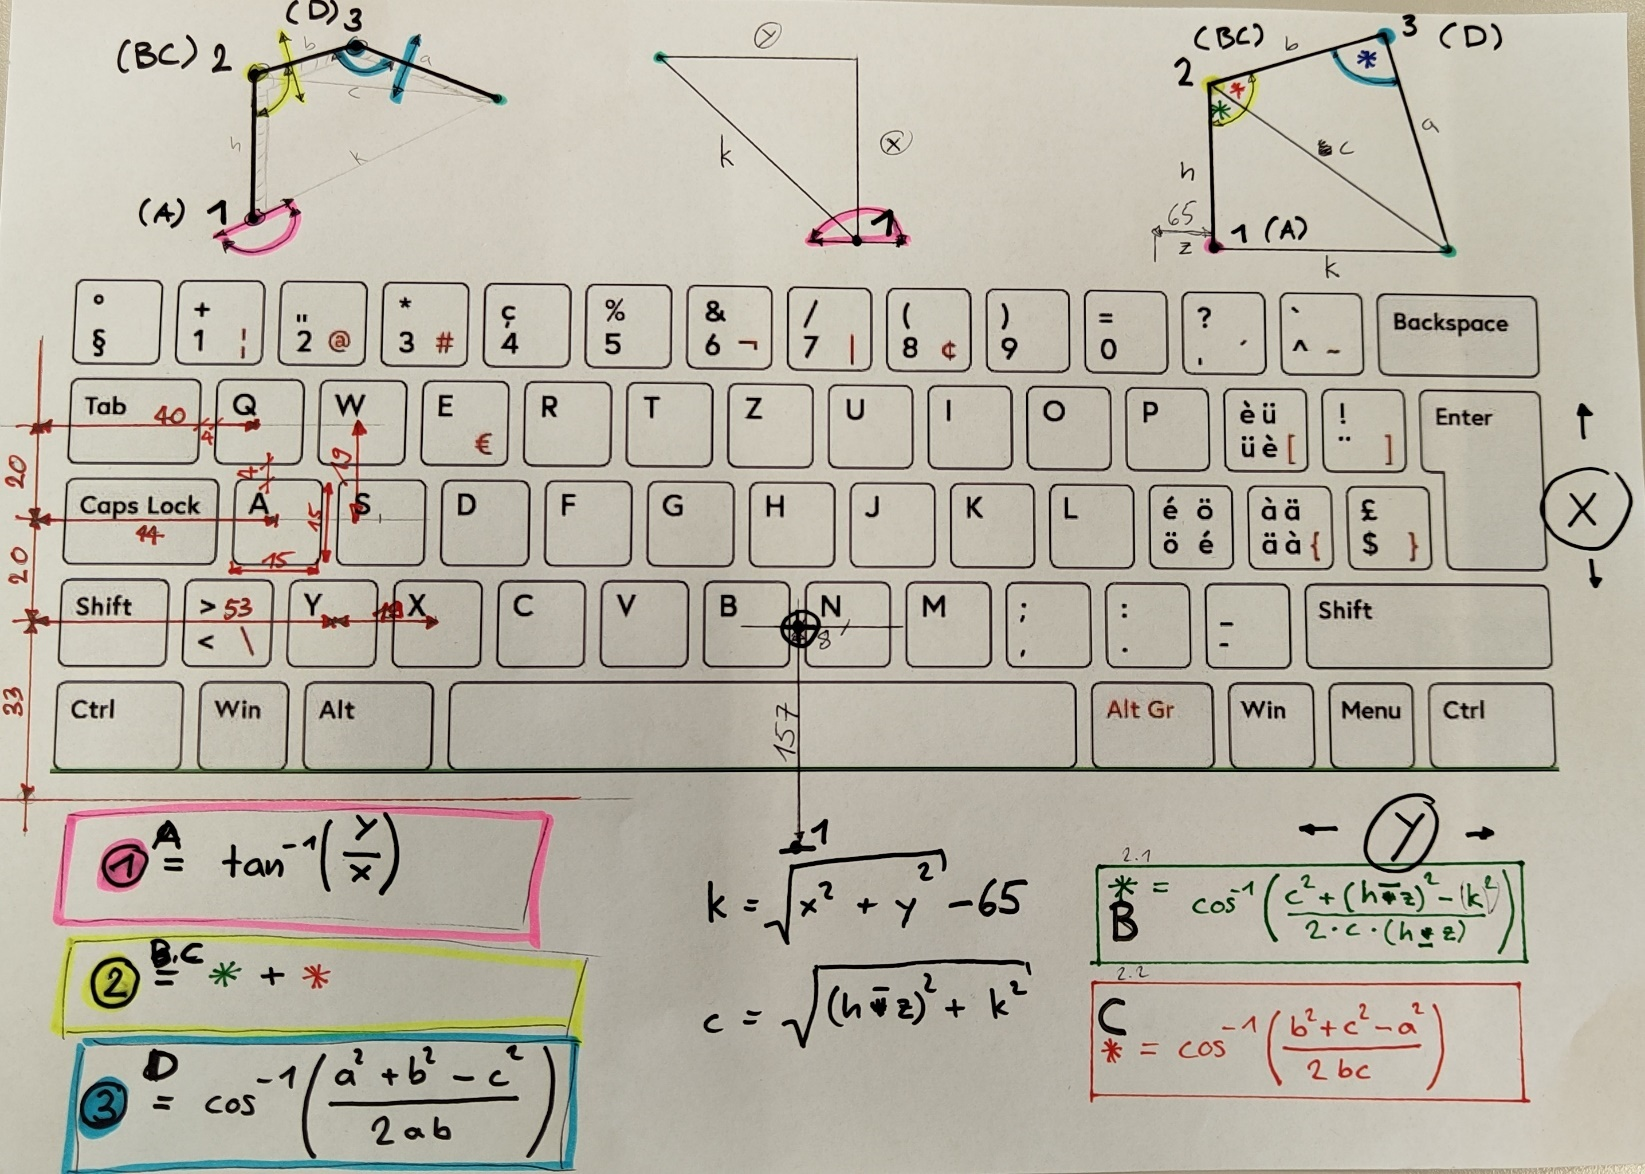 (D) 3
(BC) 2
b
a
c
h
k
(A) 1
y
x
k
1
(BC)
b
3 (D)
2
*
*
*
a
c
h
65
z
1 (A)
k
° §
+ 1 ¦
" 2 @
* 3 #
ç 4
% 5
& 6 ¬
/ 7 |
( 8 ¢
) 9
= 0
? ' ´
` ^ ~
Backspace
Tab 40
4
Q
W
E €
R
T
Z
U
I
O
P
è ü ü è [
! ¨ ]
Enter
20
4
19
Caps Lock
44
A
15
15
S
D
F
G
H
J
K
L
é ö ö é
à ä ä à {
£ $ }
X
20
Shift
> 53 < \
Y
X
C
V
B
N
8
M
; ,
: .
_ -
Shift
33
Ctrl
Win
Alt
157
Alt Gr
Win
Menu
Ctrl
1
Y
1 A = tan⁻¹(y/x)
k = √(x² + y²) - 65
2.1
* B = cos⁻¹((c² + (h - z)² - k²)/(2 · c · (h - z)))
2 B.C = * + *
c = √((h - z)² + k²)
2.2
C * = cos⁻¹((b² + c² - a²)/(2bc))
3 D = cos⁻¹((a² + b² - c²)/(2ab))